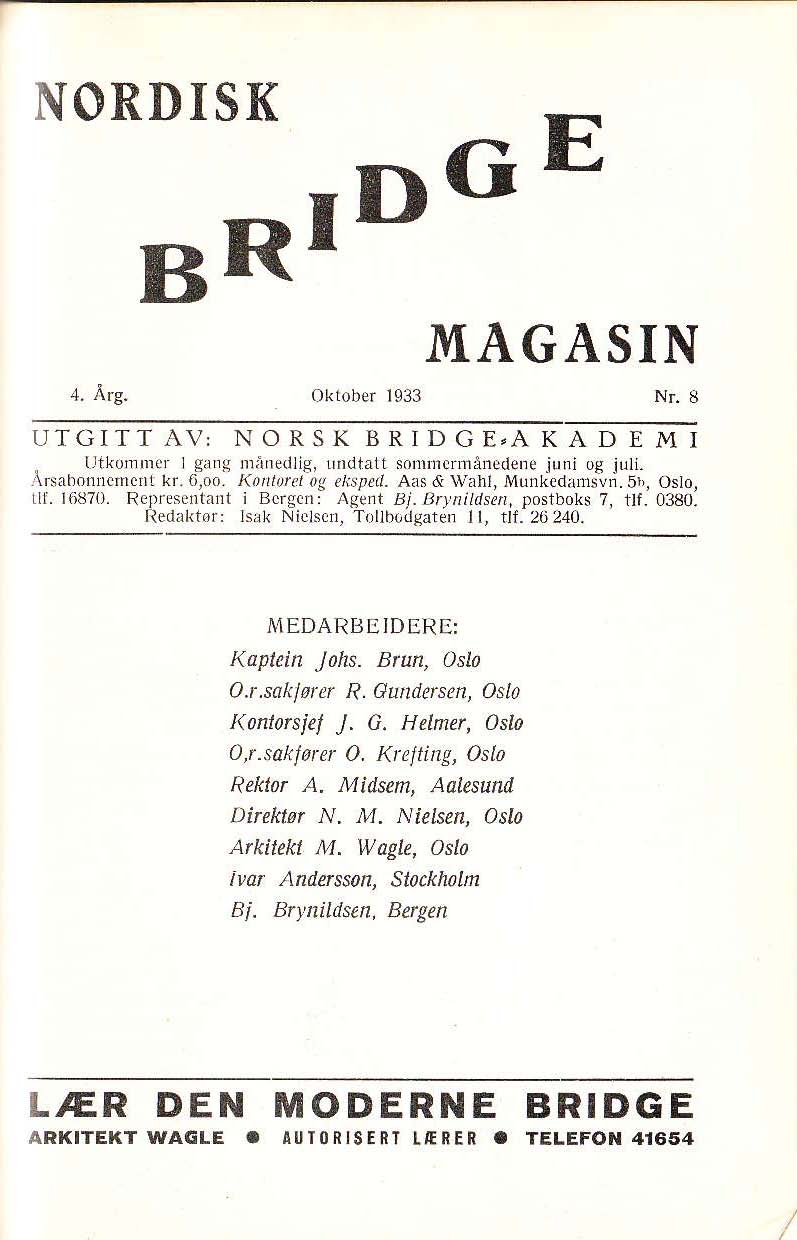 NORDISK
BRIDGE
MAGASIN
4. Årg. Oktober 1933 Nr. 8
UTGITT AV: NORSK BRIDGE-AKADEMI
Utkommer 1 gang månedlig, undtatt sommermånedene juni og juli.
Årsabonnement kr. 6,oo. Kontoret og eksped. Aas & Wahl, Munkedamsvn. 5b, Oslo,
tlf. 16870. Representant i Bergen: Agent Bj. Brynildsen, postboks 7, tlf. 0380.
Redaktør: Isak Nielsen, Tollbodgaten 11, tlf. 26 240.
MEDARBEIDERE:
Kaptein Johs. Brun, Oslo
O.r.sakfører R. Gundersen, Oslo
Kontorsjef J. G. Helmer, Oslo
O,r.sakfører O. Krefting, Oslo
Rektor A. Midsem, Aalesund
Direktør N. M. Nielsen, Oslo
Arkitekt M. Wagle, Oslo
Ivar Andersson, Stockholm
Bj. Brynildsen, Bergen
LÆR DEN MODERNE BRIDGE
ARKITEKT WAGLE ● AUTORISERT LÆRER ● TELEFON 41654